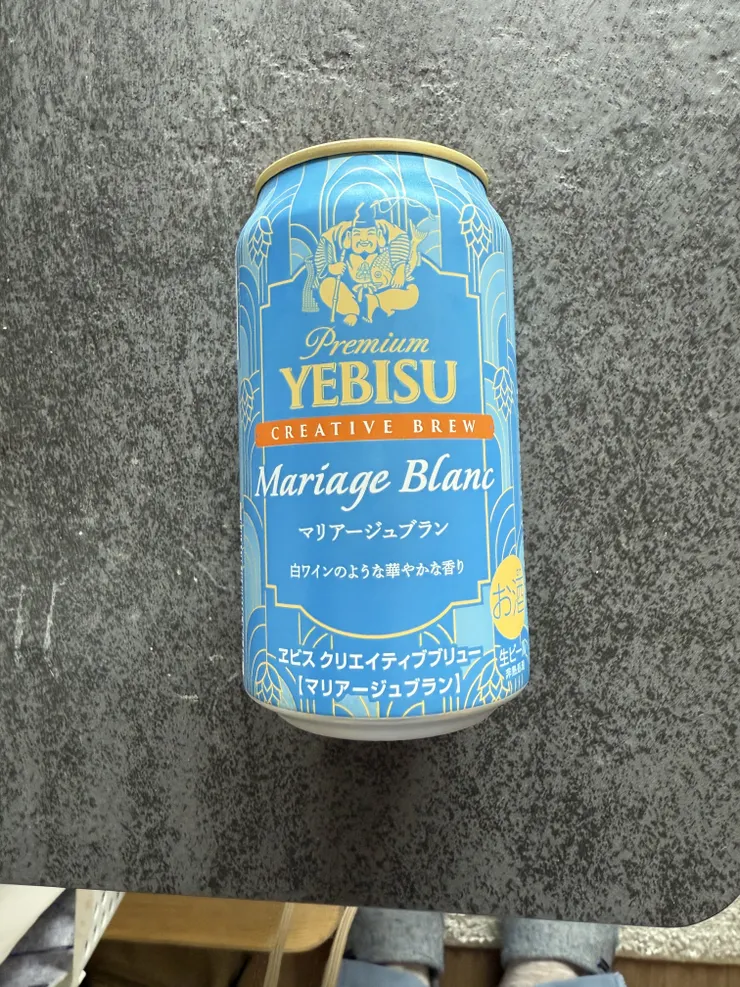 Premium
YEBISU
CREATIVE BREW
Mariage Blanc
マリアージュブラン
白ワインのような華やかな香り
お酒
ヱビス クリエイティブブリュー
【マリアージュブラン】
生ビール